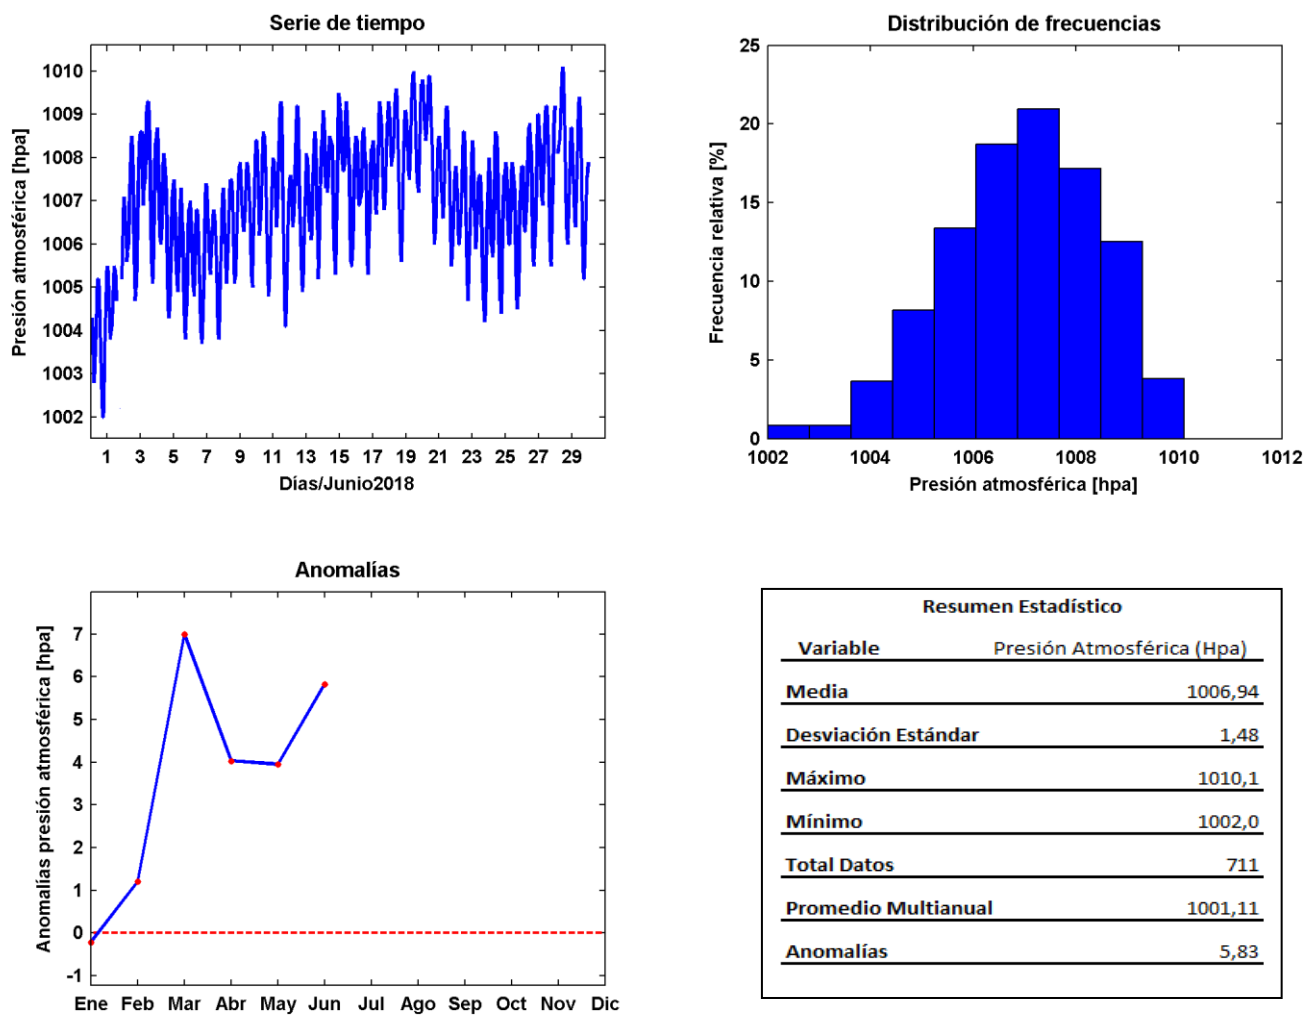 Serie de tiempo
Presión atmosférica [hpa]
1010
1009
1008
1007
1006
1005
1004
1003
1002
1 3 5 7 9 11 13 15 17 19 21 23 25 27 29
Días/Junio2018
Distribución de frecuencias
Frecuencia relativa [%]
25
20
15
10
5
0
1002 1004 1006 1008 1010 1012
Presión atmosférica [hpa]
Anomalías
Anomalías presión atmosférica [hpa]
7
6
5
4
3
2
1
0
-1
Ene Feb Mar Abr May Jun Jul Ago Sep Oct Nov Dic
Resumen Estadístico
Variable Presión Atmosférica (Hpa)
Media 1006,94
Desviación Estándar 1,48
Máximo 1010,1
Mínimo 1002,0
Total Datos 711
Promedio Multianual 1001,11
Anomalías 5,83